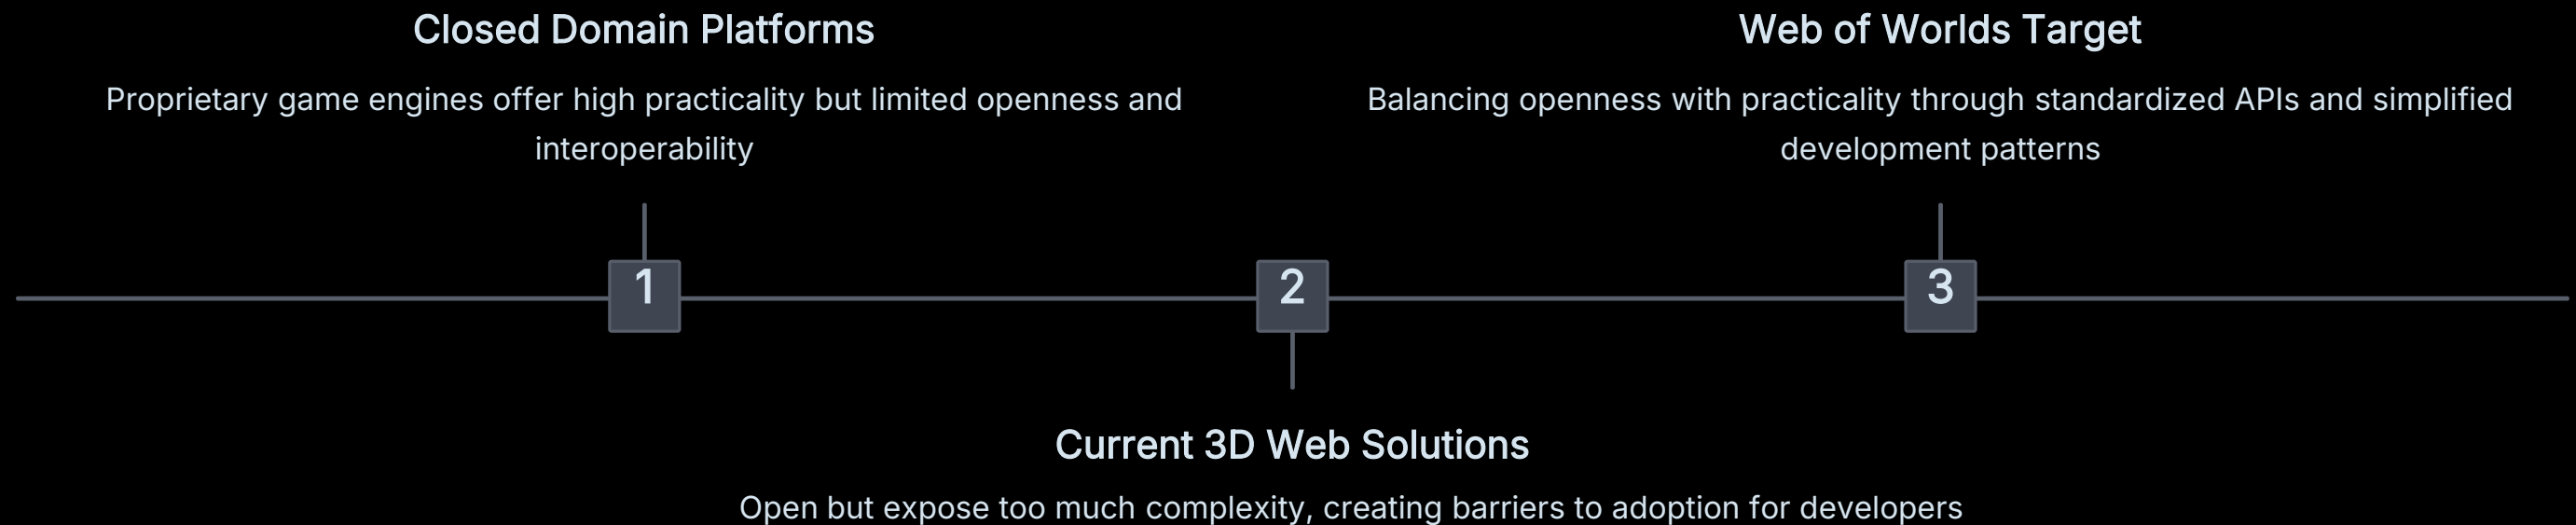 Closed Domain Platforms
Proprietary game engines offer high practicality but limited openness and
interoperability
Web of Worlds Target
Balancing openness with practicality through standardized APIs and simplified
development patterns
1
2
3
Current 3D Web Solutions
Open but expose too much complexity, creating barriers to adoption for developers